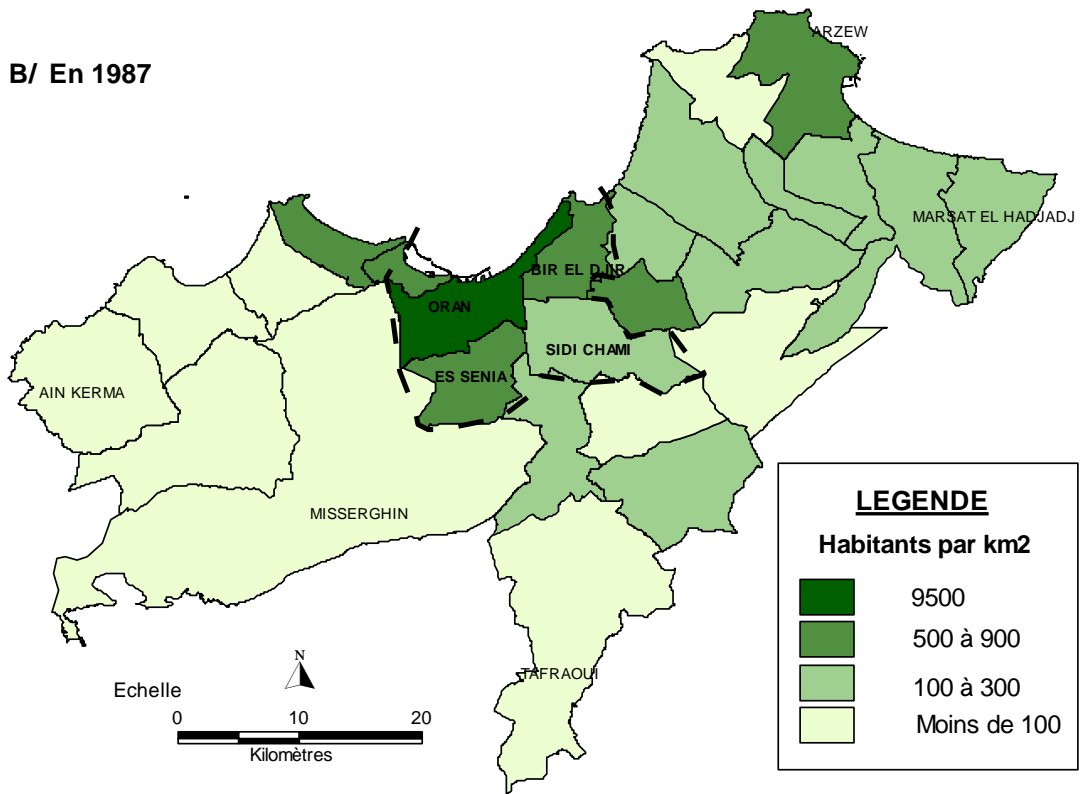 ARZEW
B/ En 1987
MARSAT EL HADJADJ
BIR EL DJIR
ORAN
SIDI CHAMI
ES SENIA
AIN KERMA
LEGENDE
MISSERGHIN
Habitants par km2
9500
500 à 900
100 à 300
Moins de 100
N
TAFRAOUI
Echelle
0 10 20
Kilomètres